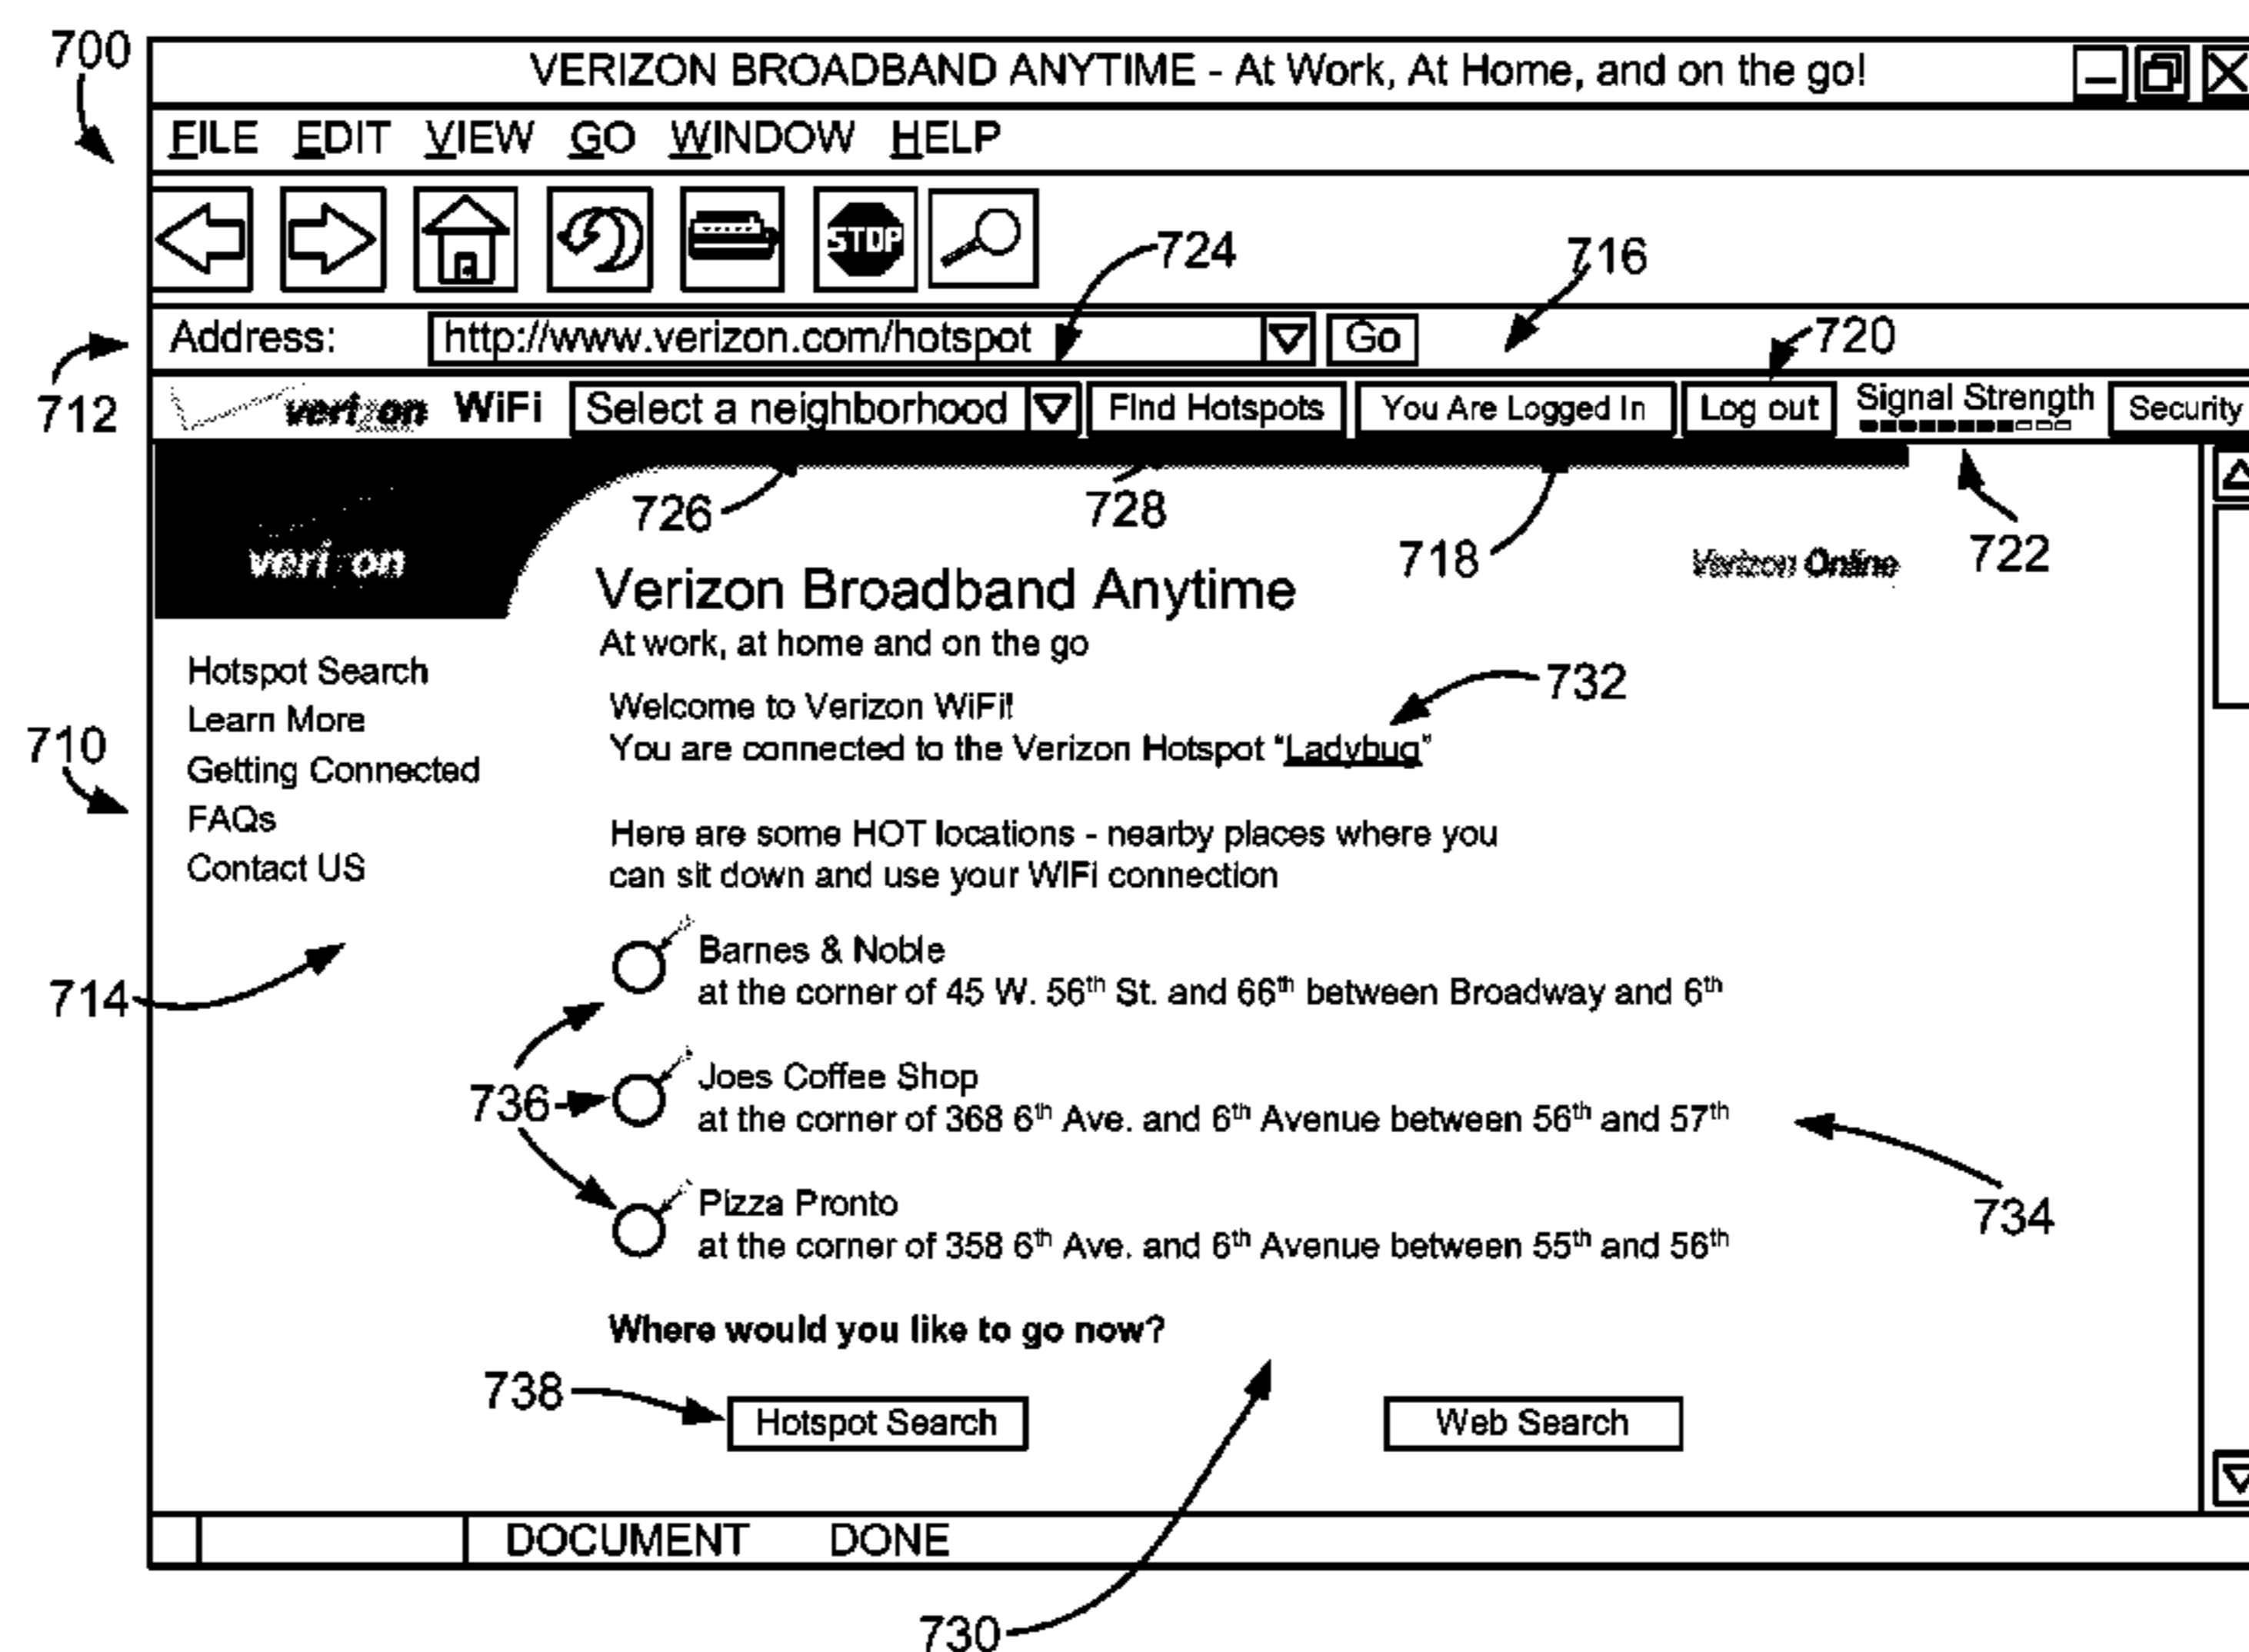 700
VERIZON BROADBAND ANYTIME - At Work, At Home, and on the go!
FILE EDIT VIEW GO WINDOW HELP
STOP
724
716
Address: http://www.verizon.com/hotspot Go
720
712
verizon WiFi Select a neighborhood Find Hotspots You Are Logged In Log out Signal Strength Security
726
728
718
722
verizon
Verizon Online
Verizon Broadband Anytime
At work, at home and on the go
732
Hotspot Search
Learn More
Getting Connected
FAQs
Contact US
710
Welcome to Verizon WiFi!
You are connected to the Verizon Hotspot "Ladybug"
Here are some HOT locations - nearby places where you
can sit down and use your WiFi connection
714
Barnes & Noble
at the corner of 45 W. 56th St. and 66th between Broadway and 6th
736
Joes Coffee Shop
at the corner of 368 6th Ave. and 6th Avenue between 56th and 57th
734
Pizza Pronto
at the corner of 358 6th Ave. and 6th Avenue between 55th and 56th
Where would you like to go now?
738
Hotspot Search Web Search
DOCUMENT DONE
730